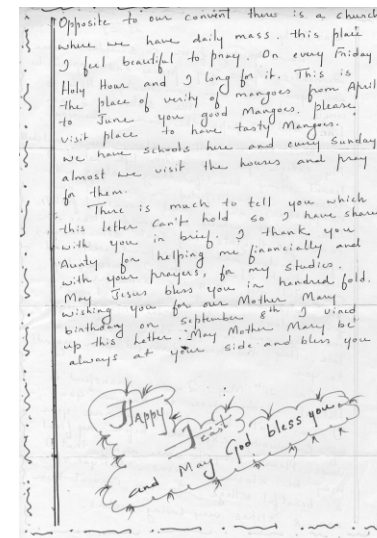 Opposite to our convent there is a church
where we have daily mass. this place
I feel beautiful to pray. On every Friday
Holy Hour and I long for it. This is
the place of verity of mangoes from April
to June you good Mangoes. please
visit place to have tasty Mangoes.
we have schools here and every Sunday
almost we visit the houses and pray
for them.
There is much to tell you which
this letter can't hold so I have share
with you in brief. I thank you
Aunty for helping me financially and
with your prayers, for my studies.
May Jesus bless you in hundred fold.
wishing you for our Mother Mary
birthday on september 8th I vined
up this letter. May Mother Mary be
always at your side and bless you
Happy
Feast
and May God bless you